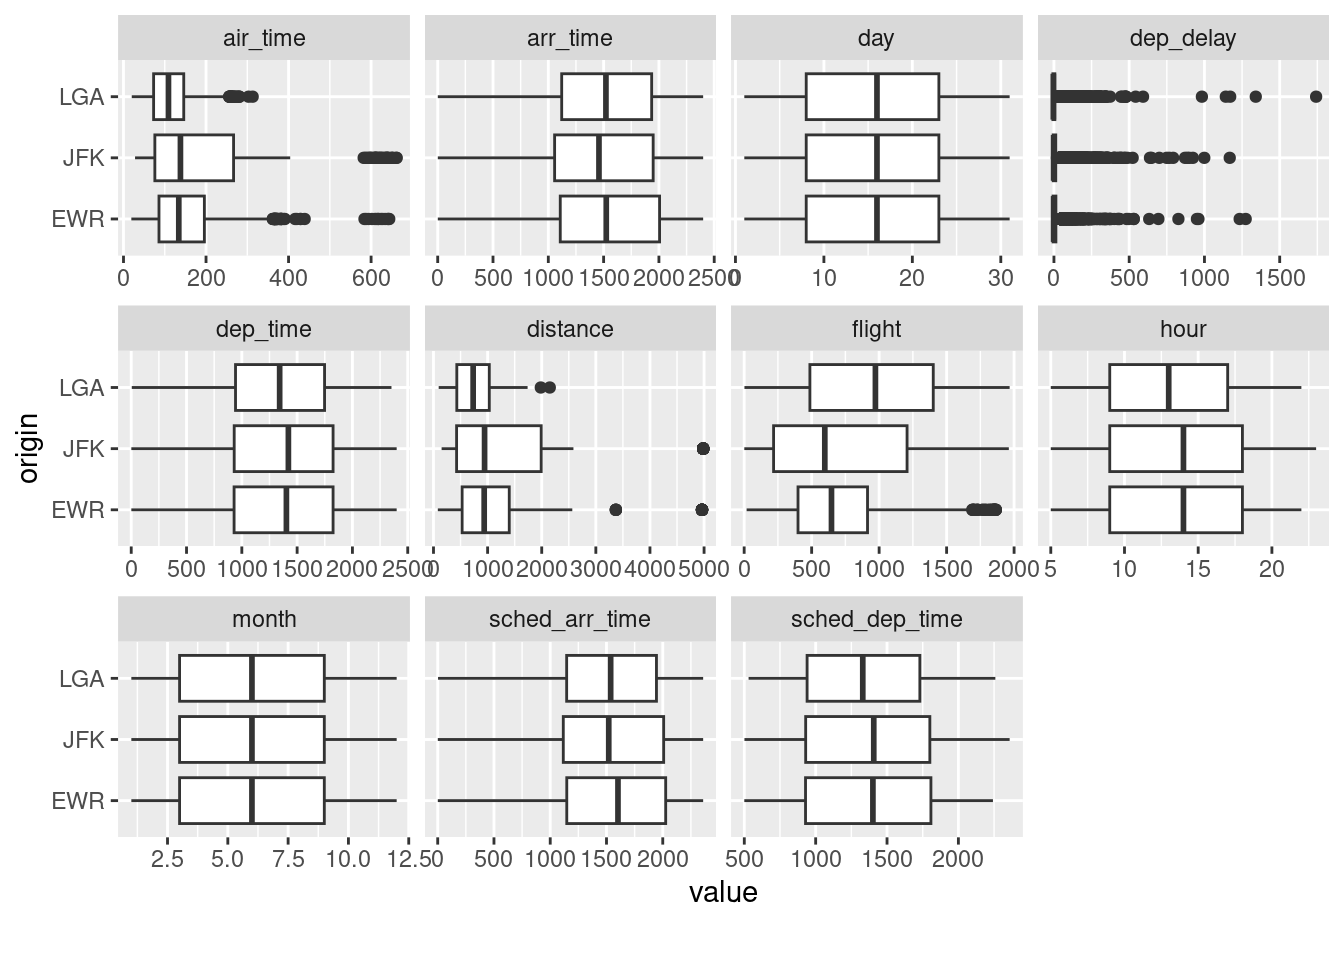 air_time arr_time day dep_delay
LGA
JFK
EWR
0 200 400 600 0 500 1000 1500 2000 2500 0 10 20 30 0 500 1000 1500
dep_time distance flight hour
LGA
JFK
EWR
0 500 1000 1500 2000 2500 0 1000 2000 3000 4000 5000 0 500 1000 1500 2000 5 10 15 20
origin
month sched_arr_time sched_dep_time
LGA
JFK
EWR
2.5 5.0 7.5 10.0 12.5 0 500 1000 1500 2000 500 1000 1500 2000
value